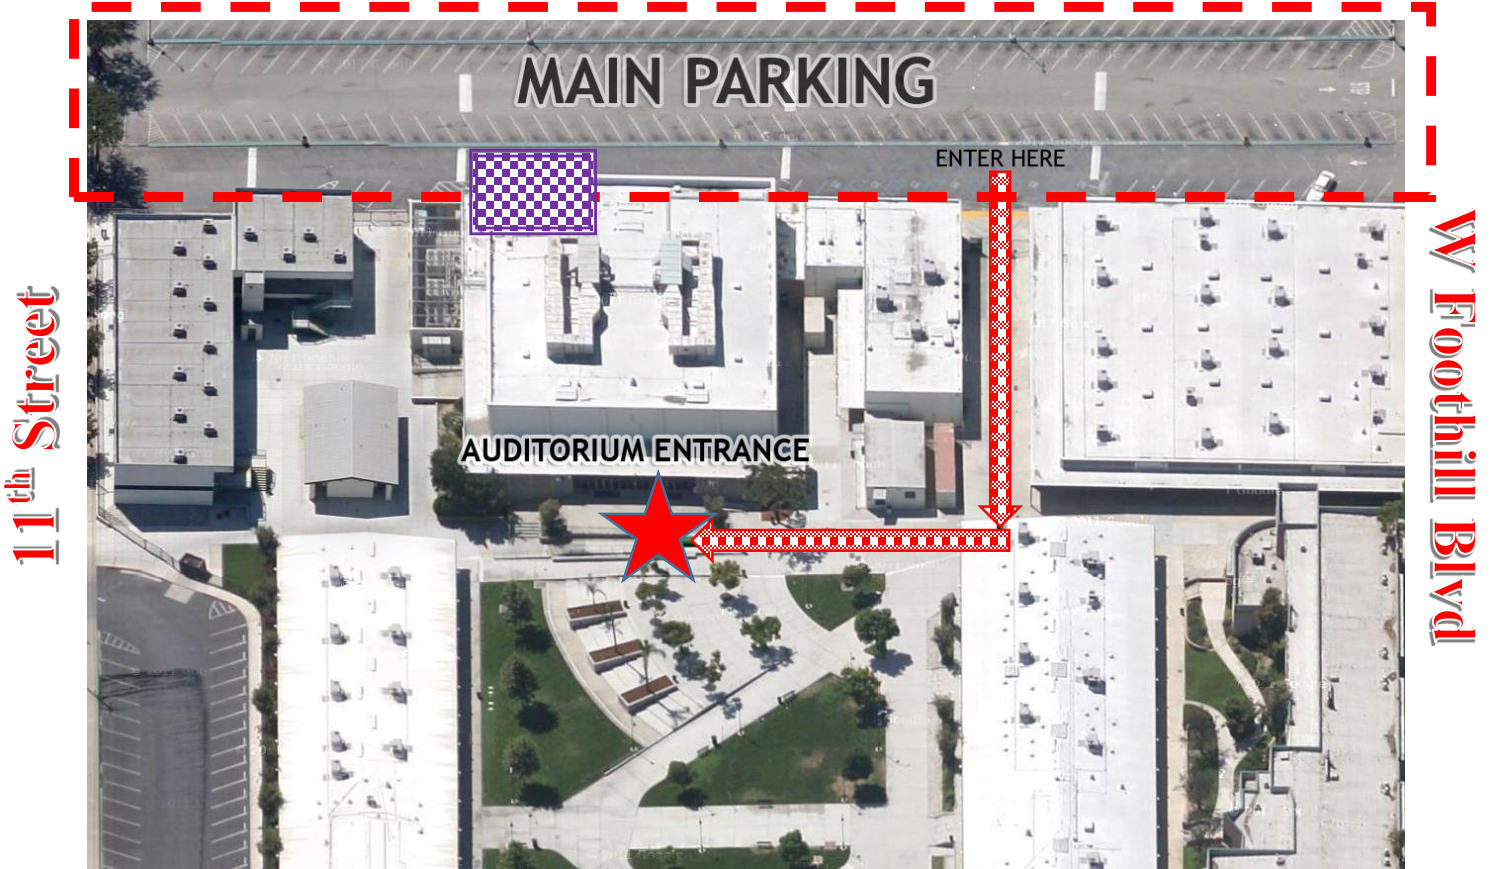 MAIN PARKING
ENTER HERE
11th Street
W Foothill Blvd
AUDITORIUM ENTRANCE